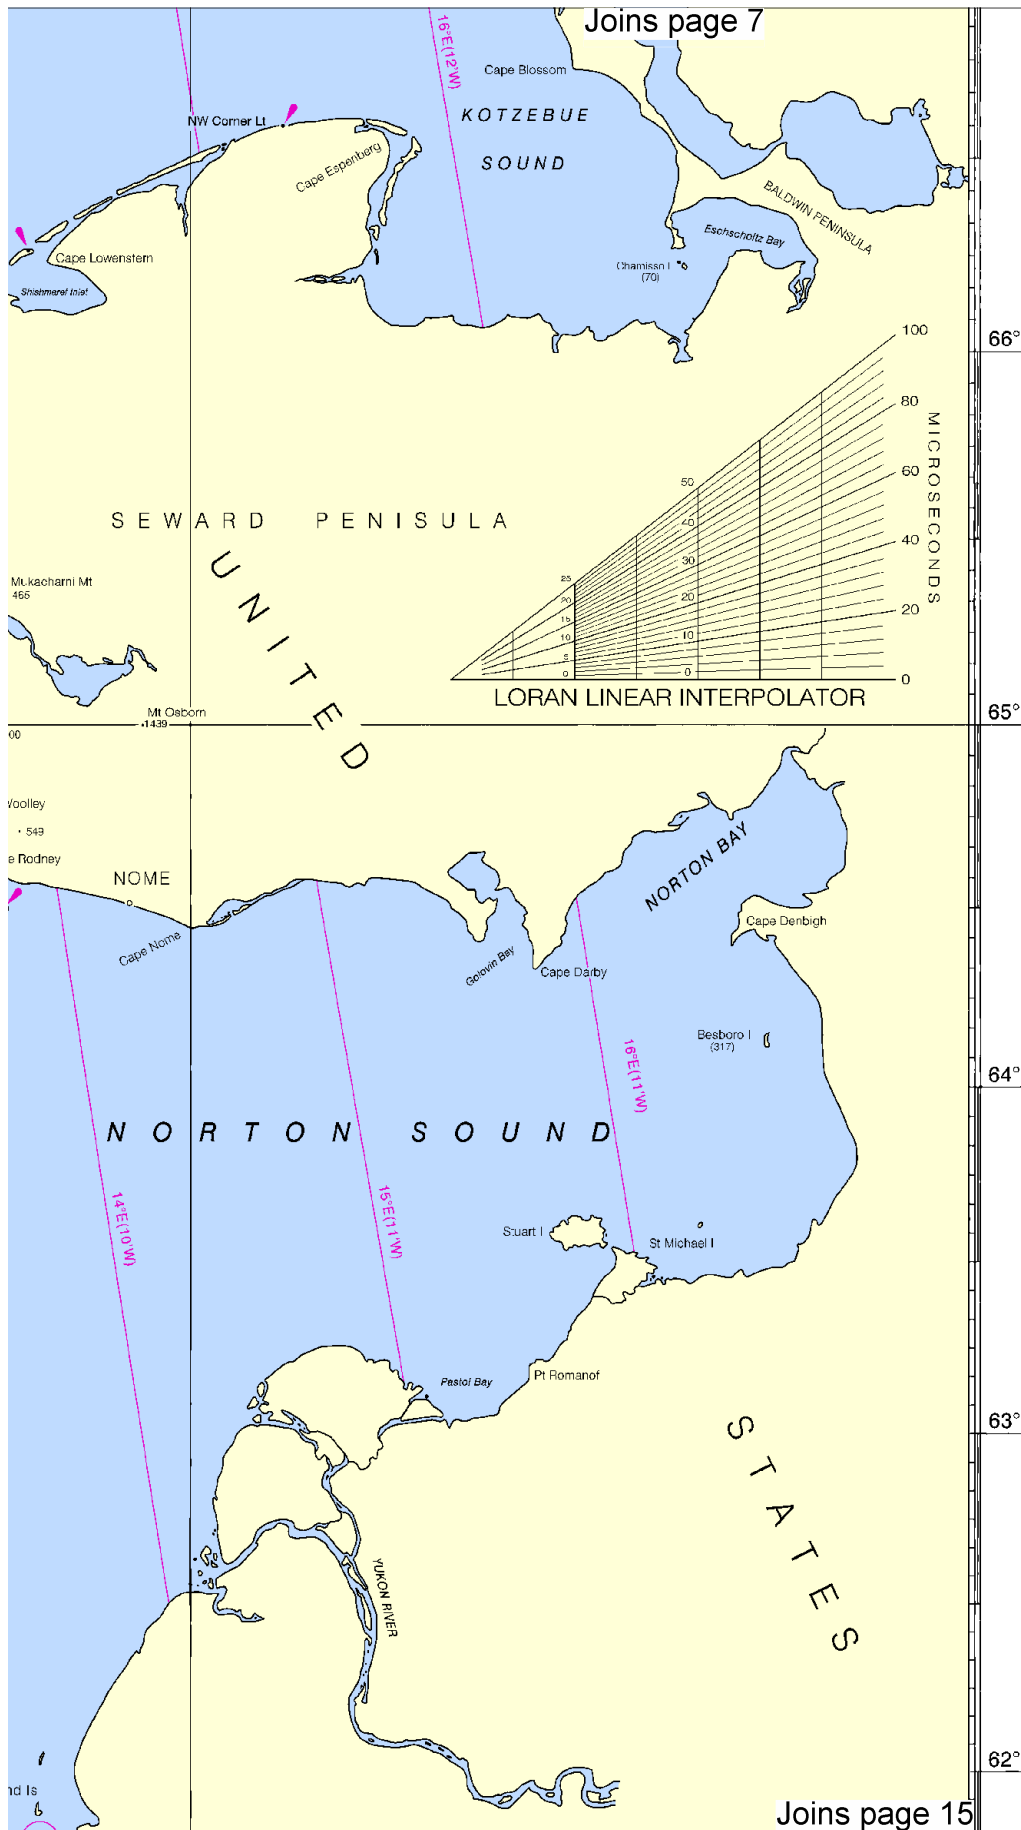 Joins page 7
16°E(12'W)
Cape Blossom
KOTZEBUE
SOUND
NW Corner Lt
Cape Espenberg
BALDWIN PENINSULA
Eschscholtz Bay
Cape Lowenstern
Chamisso I
(70)
Shishmaref Inlet
66°
100
80
60
40
20
0
MICROSECONDS
50
40
30
20
10
0
25
20
15
10
5
0
LORAN LINEAR INTERPOLATOR
SEWARD PENISULA
UNITED
Mukacharni Mt
465
Mt Osborn
1439
65°
00
Woolley
549
e Rodney
NOME
Cape Nome
NORTON BAY
Golovin Bay
Cape Darby
Cape Denbigh
Besboro I
(317)
64°
16°E(11'W)
NORTON SOUND
14°E(10'W)
15°E(11'W)
Stuart I
St Michael I
Pastol Bay
Pt Romanof
63°
STATES
YUKON RIVER
62°
nd Is
Joins page 15